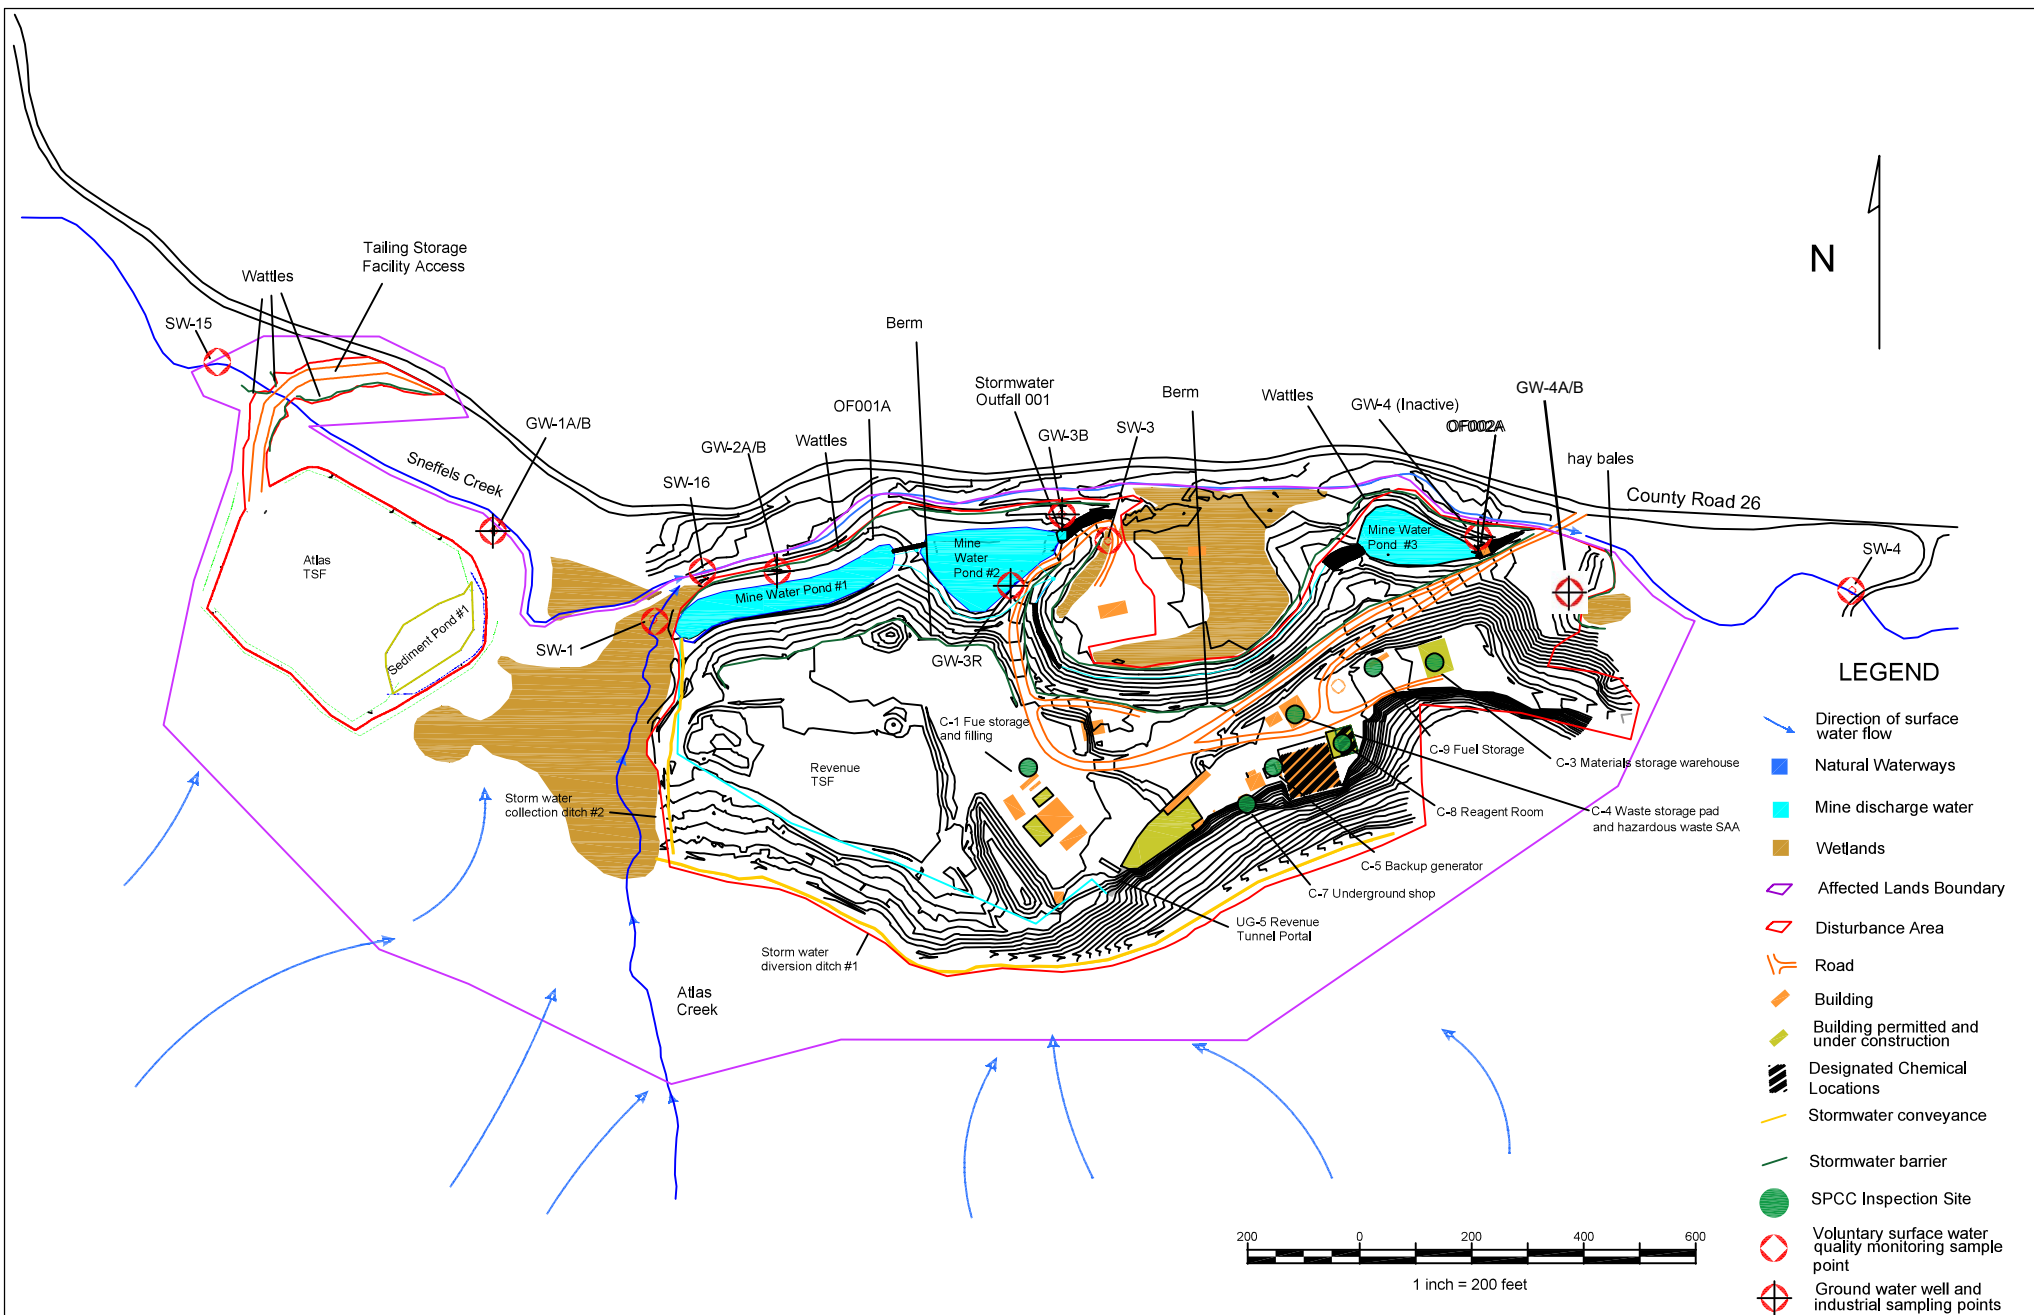 Tailing Storage
Facility Access
Wattles
SW-15
N
Berm
Stormwater
Outfall 001
Berm
Wattles
GW-4A/B
GW-4 (Inactive)
OF002A
OF001A
GW-1A/B
GW-2A/B
Wattles
GW-3B
SW-3
hay bales
County Road 26
Sneffels Creek
SW-16
SW-4
Mine Water
Pond #3
Mine
Water
Pond #2
Mine Water Pond #1
Atlas
TSF
Sediment Pond #1
SW-1
GW-3R
C-1 Fue storage
and filling
Revenue
TSF
C-9 Fuel Storage
C-3 Materials storage warehouse
Storm water
collection ditch #2
C-8 Reagent Room
C-4 Waste storage pad
and hazardous waste SAA
C-5 Backup generator
C-7 Underground shop
UG-5 Revenue
Tunnel Portal
Storm water
diversion ditch #1
Atlas
Creek
LEGEND
Direction of surface
water flow
Natural Waterways
Mine discharge water
Wetlands
Affected Lands Boundary
Disturbance Area
Road
Building
Building permitted and
under construction
Designated Chemical
Locations
Stormwater conveyance
Stormwater barrier
SPCC Inspection Site
Voluntary surface water
quality monitoring sample
point
Ground water well and
industrial sampling points
200 0 200 400 600
1 inch = 200 feet